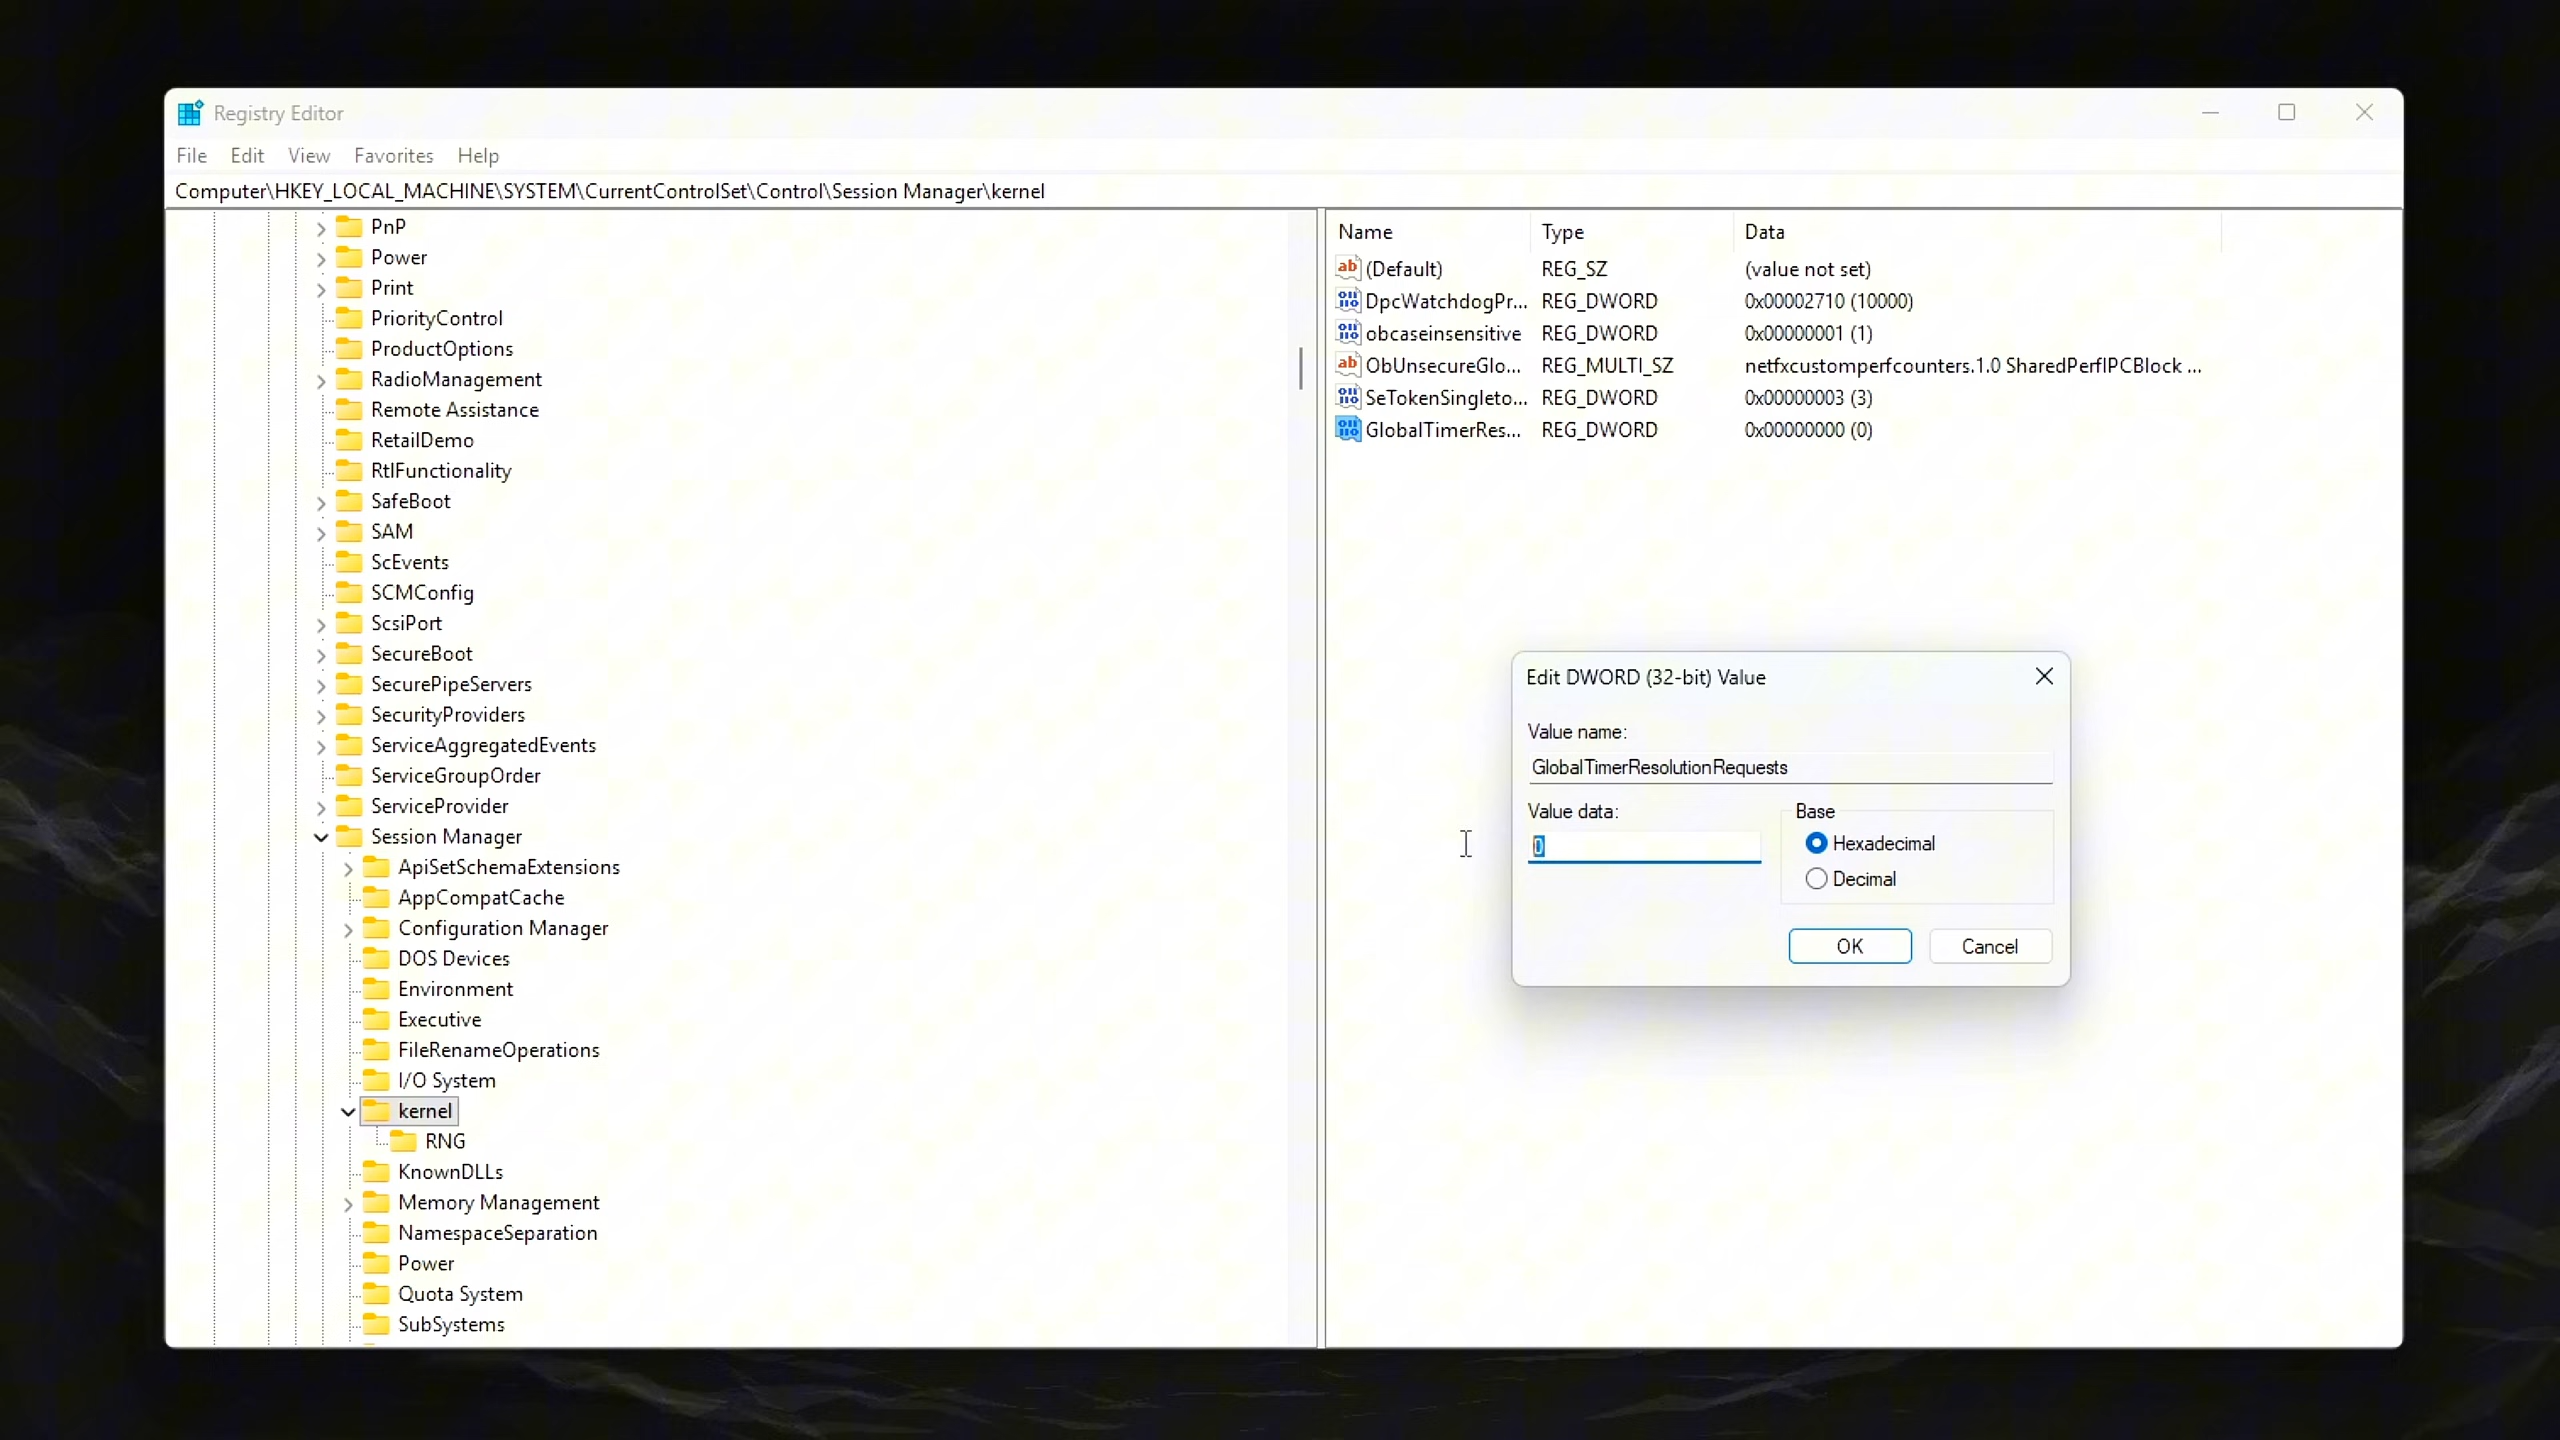 Registry Editor
File Edit View Favorites Help
Computer\HKEY_LOCAL_MACHINE\SYSTEM\CurrentControlSet\Control\Session Manager\kernel
PnP
Power
Print
PriorityControl
ProductOptions
RadioManagement
Remote Assistance
RetailDemo
RtlFunctionality
SafeBoot
SAM
ScEvents
SCMConfig
ScsiPort
SecureBoot
SecurePipeServers
SecurityProviders
ServiceAggregatedEvents
ServiceGroupOrder
ServiceProvider
Session Manager
ApiSetSchemaExtensions
AppCompatCache
Configuration Manager
DOS Devices
Environment
Executive
FileRenameOperations
I/O System
kernel
RNG
KnownDLLs
Memory Management
NamespaceSeparation
Power
Quota System
SubSystems
Name Type Data
(Default) REG_SZ (value not set)
DpcWatchdogPr... REG_DWORD 0x00002710 (10000)
obcaseinsensitive REG_DWORD 0x00000001 (1)
ObUnsecureGlo... REG_MULTI_SZ netfxcustomperfcounters.1.0 SharedPerfIPCBlock ...
SeTokenSingleto... REG_DWORD 0x00000003 (3)
GlobalTimerRes... REG_DWORD 0x00000000 (0)
Edit DWORD (32-bit) Value
Value name:
GlobalTimerResolutionRequests
Value data:
0
Base
Hexadecimal
Decimal
OK Cancel